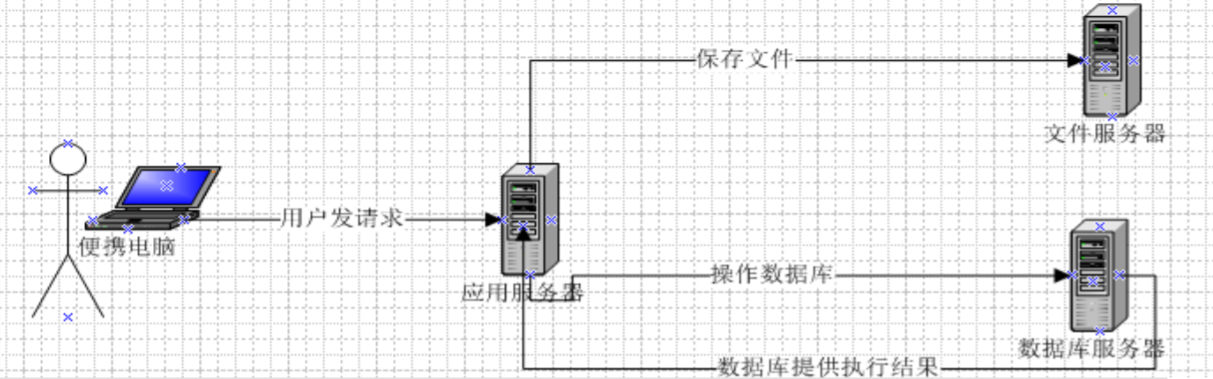 保存文件
文件服务器
用户发请求
便携电脑
应用服务器
操作数据库
数据库服务器
数据库提供执行结果